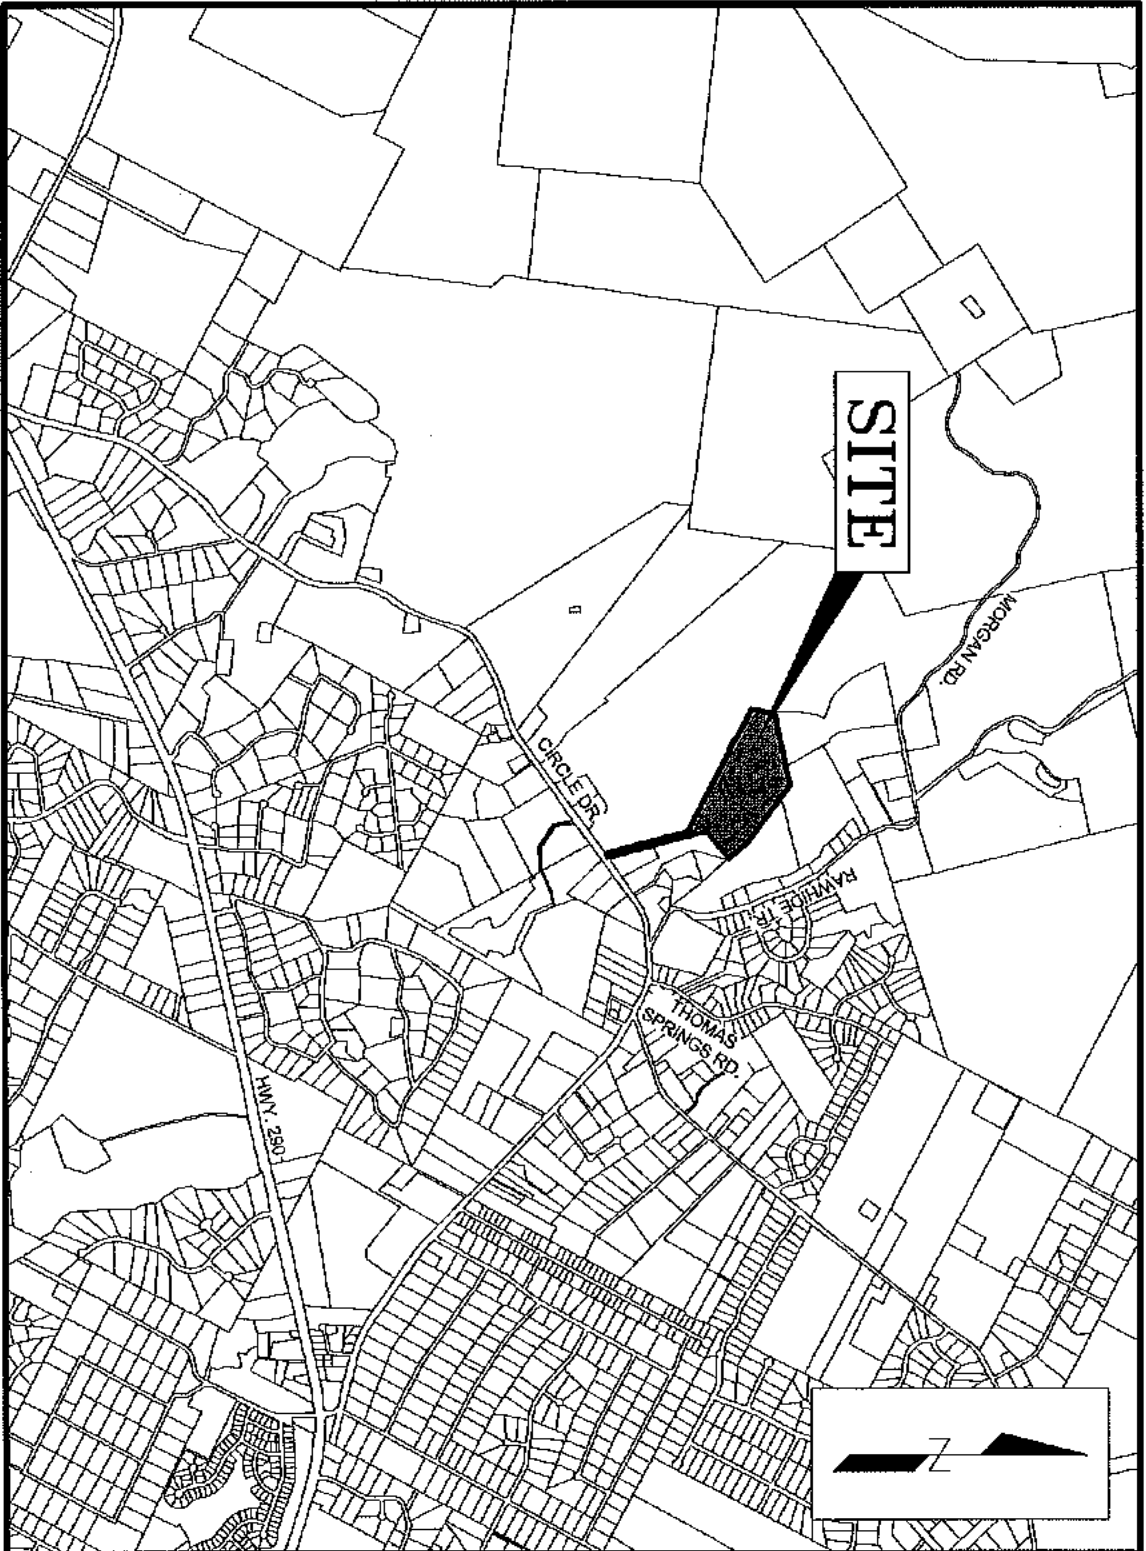 SITE
MORGAN RD.
CIRCLE DR.
RAWHIDE TR.
THOMAS
SPRINGS RD.
HWY. 290
N